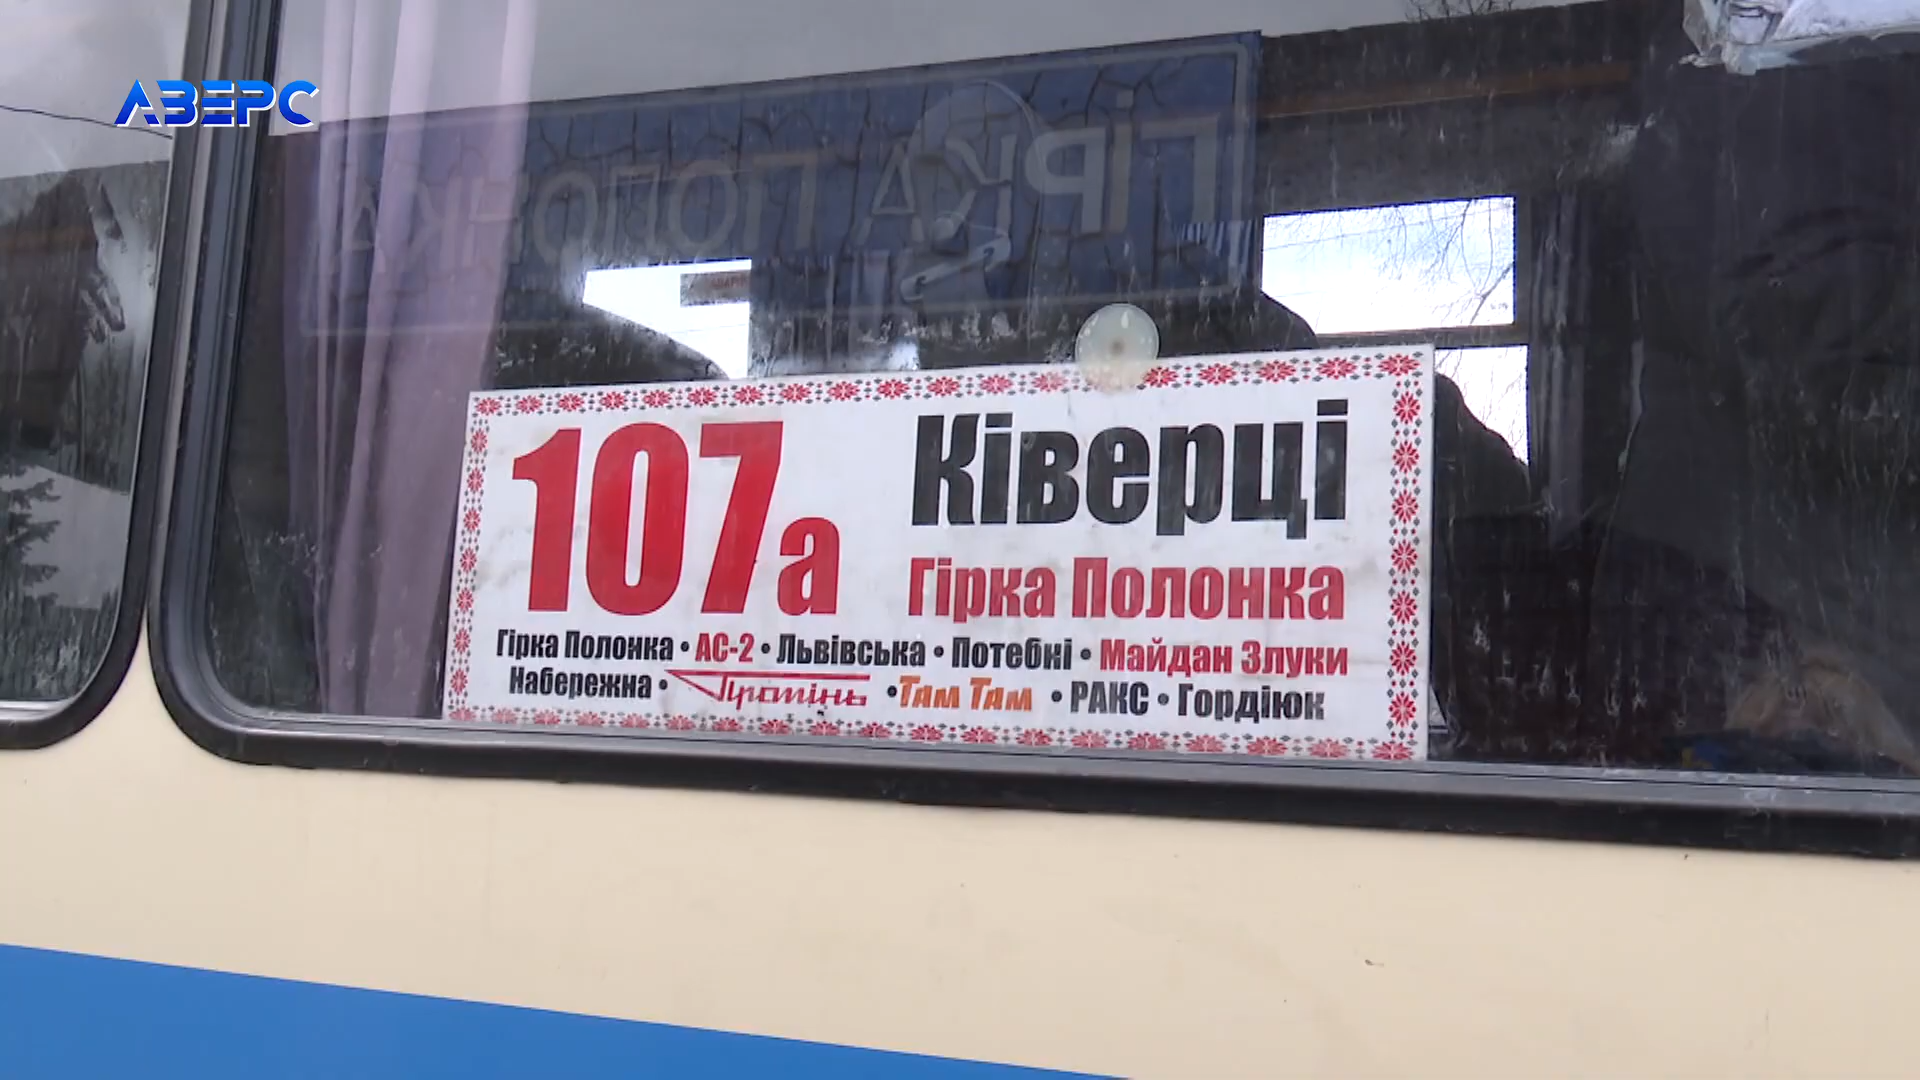 АВЕРС
ГІРКА ПОЛОНКА
107а
Ківерці
Гірка Полонка
Гірка Полонка • АС-2 • Львівська • Потебні • Майдан Злуки
Набережна • Промінь • Там Там • РАКС • Гордіюк